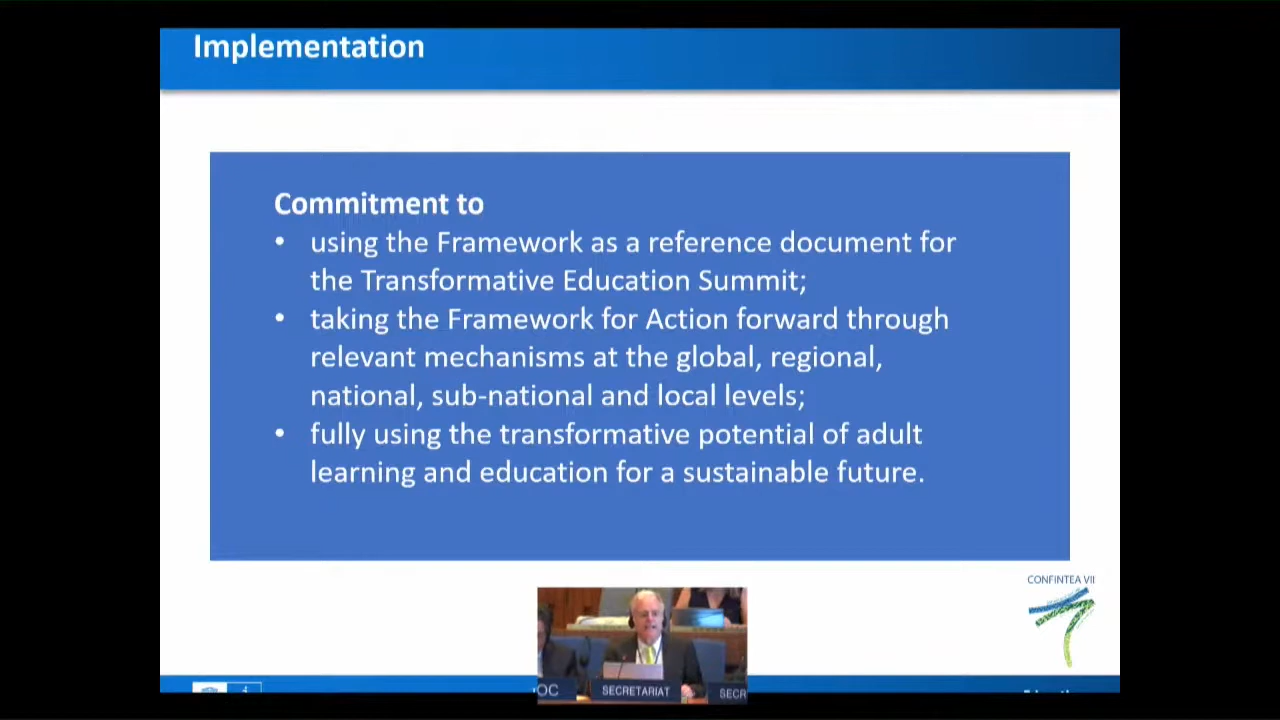 Implementation
Commitment to
• using the Framework as a reference document for
the Transformative Education Summit;
• taking the Framework for Action forward through
relevant mechanisms at the global, regional,
national, sub-national and local levels;
• fully using the transformative potential of adult
learning and education for a sustainable future.
CONFINTEA VII
SECRETARIAT
SECR